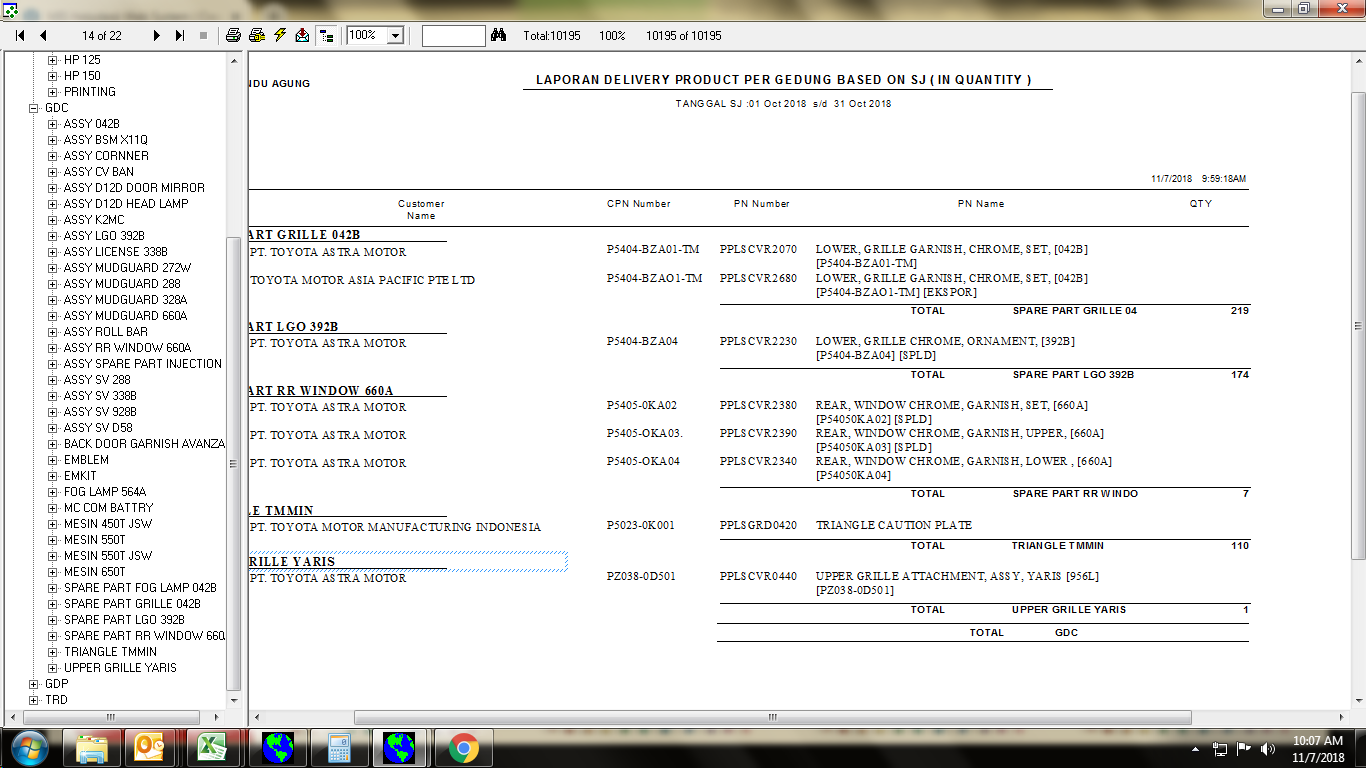 14 of 22
100%
Total:10195 100% 10195 of 10195
HP 125
HP 150
PRINTING
GDC
ASSY 042B
ASSY BSM X11Q
ASSY CORNNER
ASSY CV BAN
ASSY D12D DOOR MIRROR
ASSY D12D HEAD LAMP
ASSY K2MC
ASSY LGO 392B
ASSY LICENSE 338B
ASSY MUDGUARD 272W
ASSY MUDGUARD 288
ASSY MUDGUARD 328A
ASSY MUDGUARD 660A
ASSY ROLL BAR
ASSY RR WINDOW 660A
ASSY SPARE PART INJECTION
ASSY SV 288
ASSY SV 338B
ASSY SV 928B
ASSY SV D58
BACK DOOR GARNISH AVANZA
EMBLEM
EMKIT
FOG LAMP 564A
MC COM BATTRY
MESIN 450T JSW
MESIN 550T
MESIN 550T JSW
MESIN 650T
SPARE PART FOG LAMP 042B
SPARE PART GRILLE 042B
SPARE PART LGO 392B
SPARE PART RR WINDOW 660
TRIANGLE TMMIN
UPPER GRILLE YARIS
GDP
TRD
NDU AGUNG
LAPORAN DELIVERY PRODUCT PER GEDUNG BASED ON SJ ( IN QUANTITY )
TANGGAL SJ :01 Oct 2018 s/d 31 Oct 2018
11/7/2018 9:59:18AM
Customer Name CPN Number PN Number PN Name QTY
ART GRILLE 042B
PT. TOYOTA ASTRA MOTOR P5404-BZA01-TM PPLSCVR2070 LOWER, GRILLE GARNISH, CHROME, SET, [042B]
[P5404-BZA01-TM]
TOYOTA MOTOR ASIA PACIFIC PTE LTD P5404-BZAO1-TM PPLSCVR2680 LOWER, GRILLE GARNISH, CHROME, SET, [042B]
[P5404-BZAO1-TM] [EKSPOR]
TOTAL SPARE PART GRILLE 04 219
ART LGO 392B
PT. TOYOTA ASTRA MOTOR P5404-BZA04 PPLSCVR2230 LOWER, GRILLE CHROME, ORNAMENT, [392B]
[P5404-BZA04] [SPLD]
TOTAL SPARE PART LGO 392B 174
ART RR WINDOW 660A
PT. TOYOTA ASTRA MOTOR P5405-0KA02 PPLSCVR2380 REAR, WINDOW CHROME, GARNISH, SET, [660A]
[P54050KA02] [SPLD]
PT. TOYOTA ASTRA MOTOR P5405-OKA03. PPLSCVR2390 REAR, WINDOW CHROME, GARNISH, UPPER, [660A]
[P54050KA03] [SPLD]
PT. TOYOTA ASTRA MOTOR P5405-OKA04 PPLSCVR2340 REAR, WINDOW CHROME, GARNISH, LOWER , [660A]
[P54050KA04]
TOTAL SPARE PART RR WINDO 7
LE TMMIN
PT. TOYOTA MOTOR MANUFACTURING INDONESIA P5023-0K001 PPLSGRD0420 TRIANGLE CAUTION PLATE
TOTAL TRIANGLE TMMIN 110
RILLE YARIS
PT. TOYOTA ASTRA MOTOR PZ038-0D501 PPLSCVR0440 UPPER GRILLE ATTACHMENT, ASSY, YARIS [956L]
[PZ038-0D501]
TOTAL UPPER GRILLE YARIS 1
TOTAL GDC
10:07 AM
11/7/2018